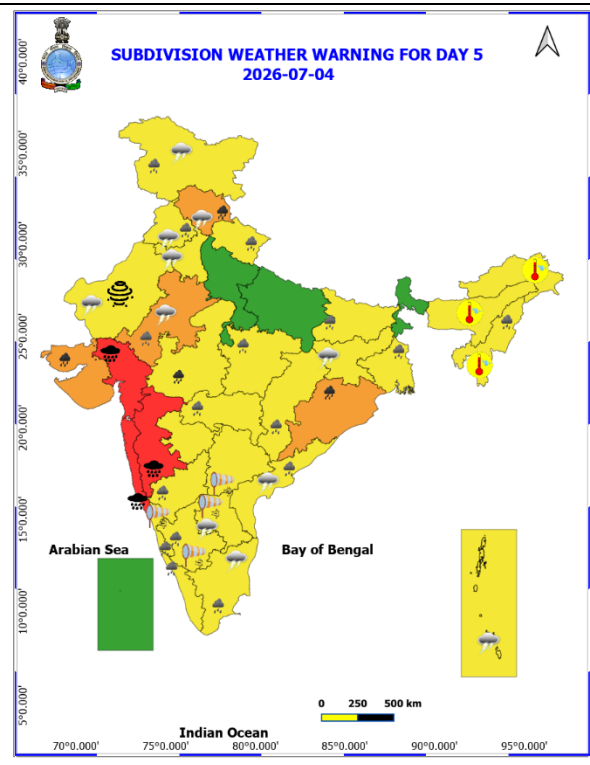 SUBDIVISION WEATHER WARNING FOR DAY 5
2026-07-04
40°0.000'
35°0.000'
30°0.000'
25°0.000'
20°0.000'
15°0.000'
10°0.000'
5°0.000'
Arabian Sea
Bay of Bengal
0 250 500 km
Indian Ocean
70°0.000' 75°0.000' 80°0.000' 85°0.000' 90°0.000' 95°0.000'